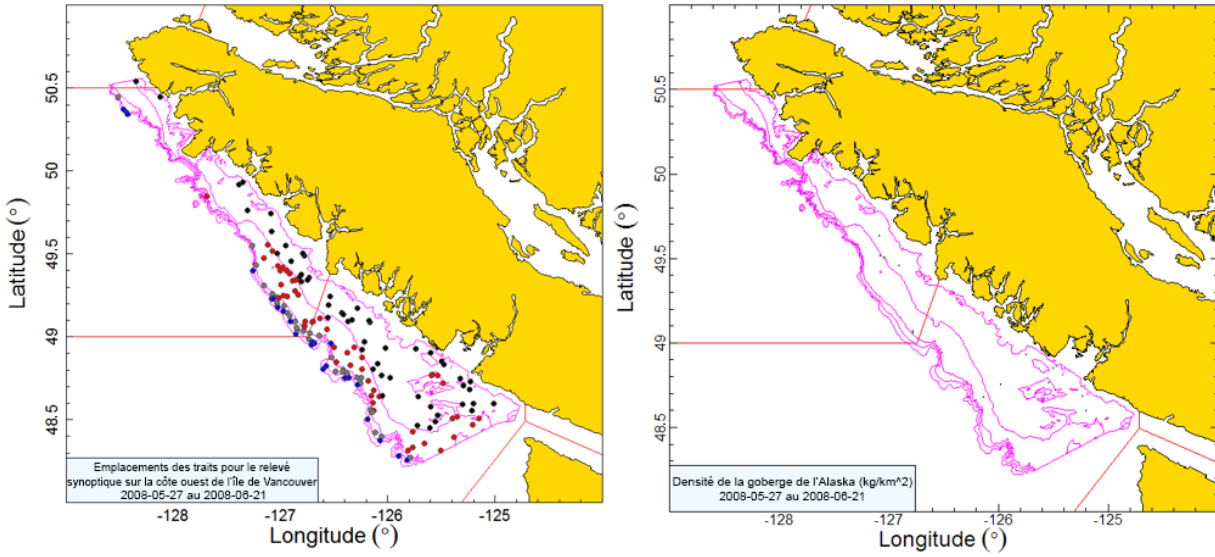 50.5
50
49.5
49
48.5
Latitude (°)
Emplacements des traits pour le relevé
synoptique sur la côte ouest de l'île de Vancouver
2008-05-27 au 2008-06-21
-128
-127
-126
-125
Longitude (°)
50.5
50
49.5
49
48.5
Latitude (°)
Densité de la goberge de l'Alaska (kg/km^2)
2008-05-27 au 2008-06-21
-128
-127
-126
-125
Longitude (°)